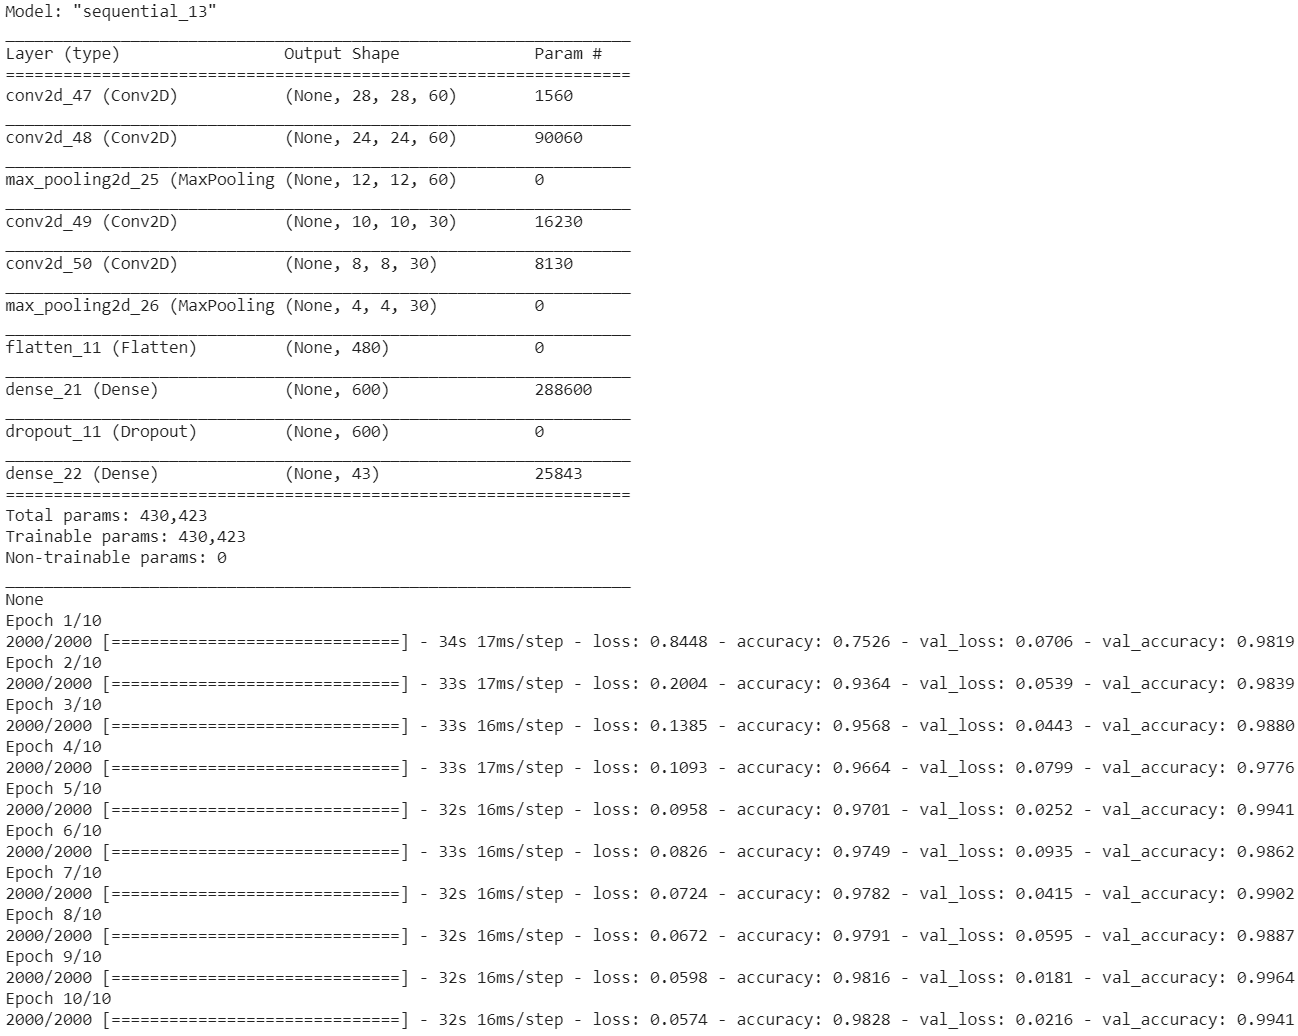 Model: "sequential_13"
_________________________________________________________________
Layer (type)                 Output Shape              Param #
=================================================================
conv2d_47 (Conv2D)           (None, 28, 28, 60)        1560
_________________________________________________________________
conv2d_48 (Conv2D)           (None, 24, 24, 60)        90060
_________________________________________________________________
max_pooling2d_25 (MaxPooling (None, 12, 12, 60)        0
_________________________________________________________________
conv2d_49 (Conv2D)           (None, 10, 10, 30)        16230
_________________________________________________________________
conv2d_50 (Conv2D)           (None, 8, 8, 30)          8130
_________________________________________________________________
max_pooling2d_26 (MaxPooling (None, 4, 4, 30)          0
_________________________________________________________________
flatten_11 (Flatten)         (None, 480)               0
_________________________________________________________________
dense_21 (Dense)             (None, 600)               288600
_________________________________________________________________
dropout_11 (Dropout)         (None, 600)               0
_________________________________________________________________
dense_22 (Dense)             (None, 43)                25843
=================================================================
Total params: 430,423
Trainable params: 430,423
Non-trainable params: 0
_________________________________________________________________
None
Epoch 1/10
2000/2000 [==============================] - 34s 17ms/step - loss: 0.8448 - accuracy: 0.7526 - val_loss: 0.0706 - val_accuracy: 0.9819
Epoch 2/10
2000/2000 [==============================] - 33s 17ms/step - loss: 0.2004 - accuracy: 0.9364 - val_loss: 0.0539 - val_accuracy: 0.9839
Epoch 3/10
2000/2000 [==============================] - 33s 16ms/step - loss: 0.1385 - accuracy: 0.9568 - val_loss: 0.0443 - val_accuracy: 0.9880
Epoch 4/10
2000/2000 [==============================] - 33s 17ms/step - loss: 0.1093 - accuracy: 0.9664 - val_loss: 0.0799 - val_accuracy: 0.9776
Epoch 5/10
2000/2000 [==============================] - 32s 16ms/step - loss: 0.0958 - accuracy: 0.9701 - val_loss: 0.0252 - val_accuracy: 0.9941
Epoch 6/10
2000/2000 [==============================] - 33s 16ms/step - loss: 0.0826 - accuracy: 0.9749 - val_loss: 0.0935 - val_accuracy: 0.9862
Epoch 7/10
2000/2000 [==============================] - 32s 16ms/step - loss: 0.0724 - accuracy: 0.9782 - val_loss: 0.0415 - val_accuracy: 0.9902
Epoch 8/10
2000/2000 [==============================] - 32s 16ms/step - loss: 0.0672 - accuracy: 0.9791 - val_loss: 0.0595 - val_accuracy: 0.9887
Epoch 9/10
2000/2000 [==============================] - 32s 16ms/step - loss: 0.0598 - accuracy: 0.9816 - val_loss: 0.0181 - val_accuracy: 0.9964
Epoch 10/10
2000/2000 [==============================] - 32s 16ms/step - loss: 0.0574 - accuracy: 0.9828 - val_loss: 0.0216 - val_accuracy: 0.9941